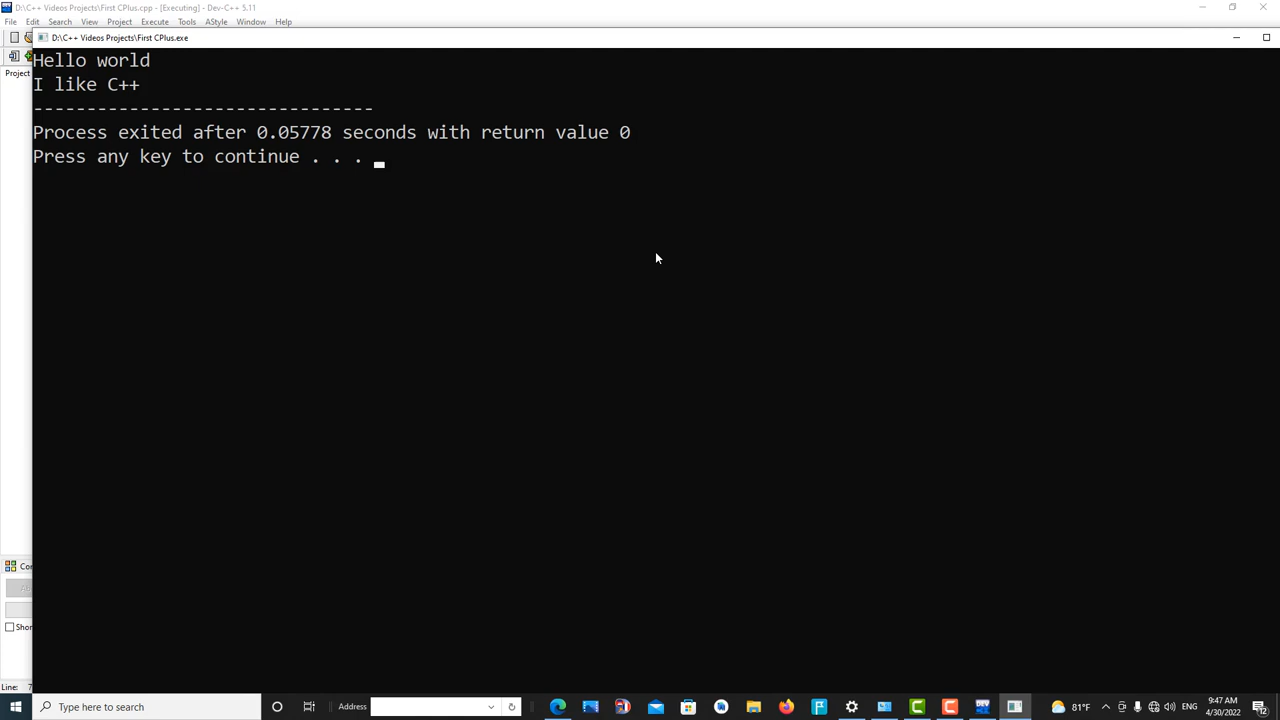 D:\C++ Videos Projects\First CPlus.cpp - [Executing] - Dev-C++ 5.11
File Edit Search View Project Execute Tools AStyle Window Help
D:\C++ Videos Projects\First CPlus.exe
Project
Hello world
I like C++
--------------------------------
Process exited after 0.05778 seconds with return value 0
Press any key to continue . . .
Line:
Type here to search
Address
81°F
ENG
9:47 AM
4/30/2022